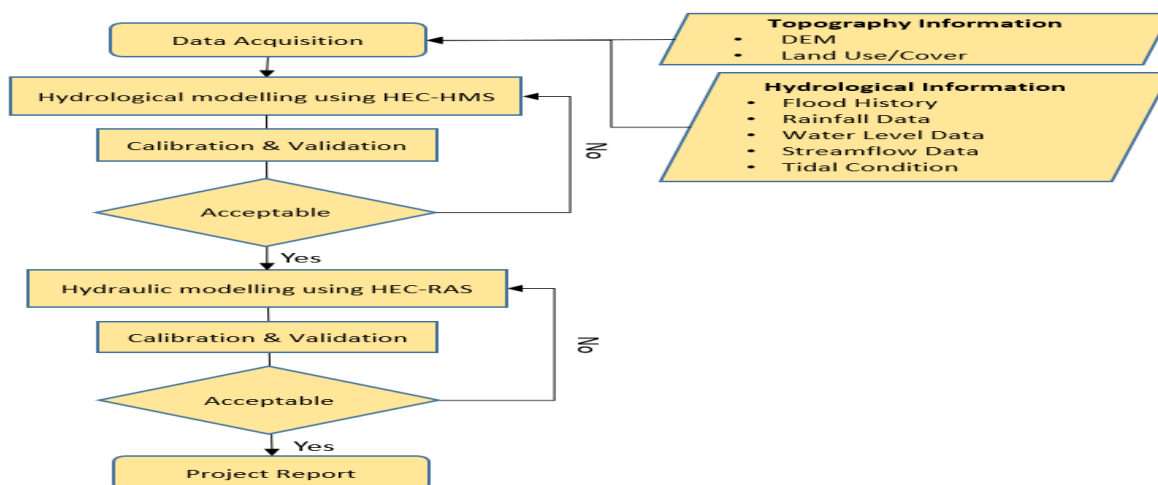 Data Acquisition
Topography Information
• DEM
• Land Use/Cover
Hydrological modelling using HEC-HMS
Hydrological Information
• Flood History
• Rainfall Data
• Water Level Data
• Streamflow Data
• Tidal Condition
Calibration & Validation
No
Acceptable
Yes
Hydraulic modelling using HEC-RAS
Calibration & Validation
No
Acceptable
Yes
Project Report